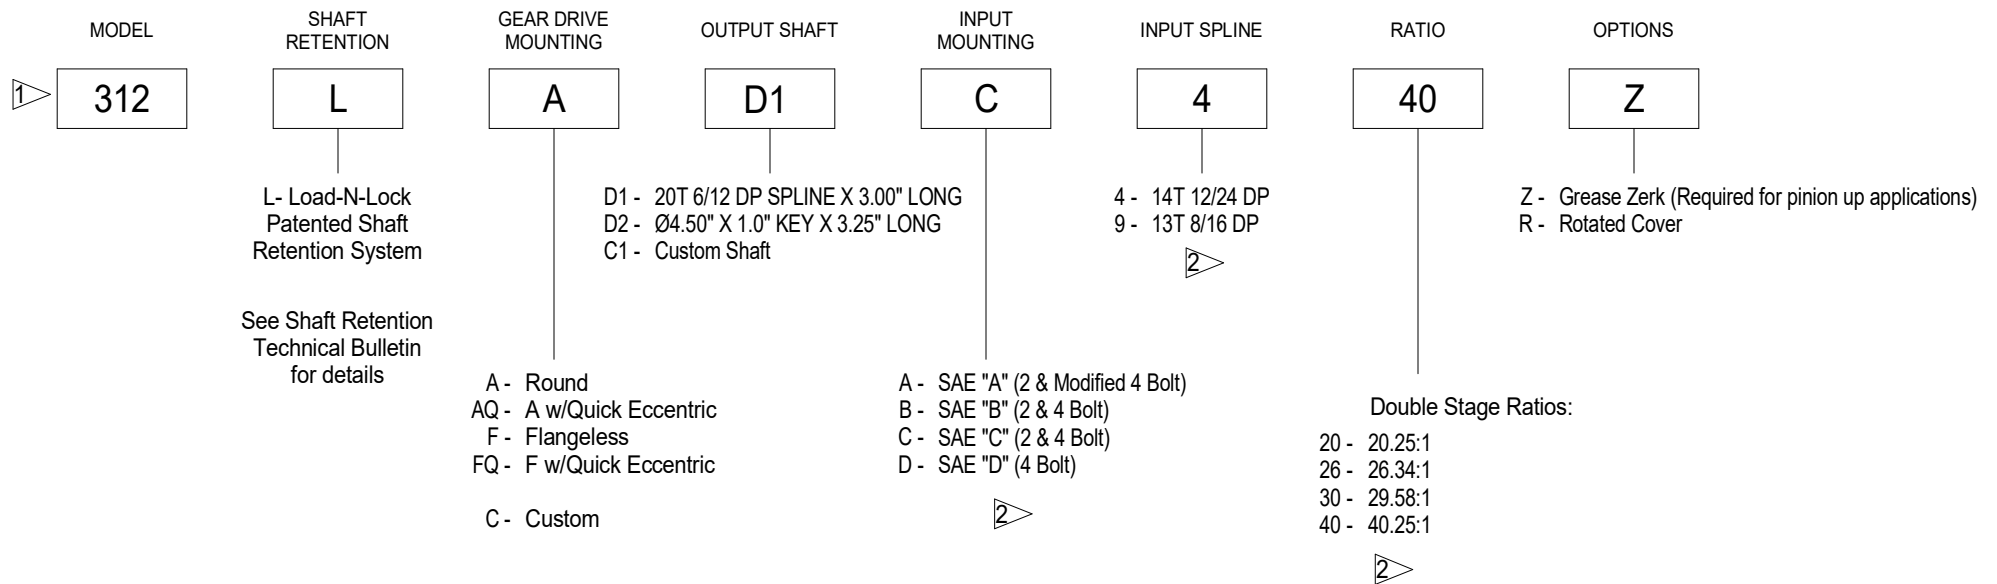 MODEL
SHAFT
RETENTION
GEAR DRIVE
MOUNTING
OUTPUT SHAFT
INPUT
MOUNTING
INPUT SPLINE
RATIO
OPTIONS
1
312
L
A
D1
C
4
40
Z
L- Load-N-Lock
Patented Shaft
Retention System
See Shaft Retention
Technical Bulletin
for details
A - Round
AQ - A w/Quick Eccentric
F - Flangeless
FQ - F w/Quick Eccentric
C - Custom
D1 - 20T 6/12 DP SPLINE X 3.00" LONG
D2 - Ø4.50" X 1.0" KEY X 3.25" LONG
C1 - Custom Shaft
A - SAE "A" (2 & Modified 4 Bolt)
B - SAE "B" (2 & 4 Bolt)
C - SAE "C" (2 & 4 Bolt)
D - SAE "D" (4 Bolt)
2
4 - 14T 12/24 DP
9 - 13T 8/16 DP
2
Double Stage Ratios:
20 - 20.25:1
26 - 26.34:1
30 - 29.58:1
40 - 40.25:1
2
Z - Grease Zerk (Required for pinion up applications)
R - Rotated Cover